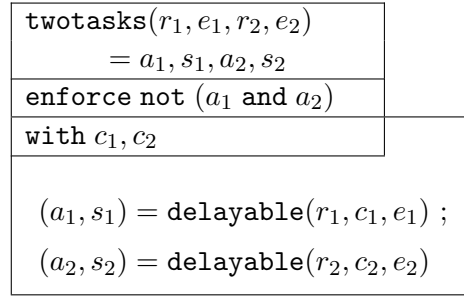 twotasks(r₁, e₁, r₂, e₂)
= a₁, s₁, a₂, s₂
enforce not (a₁ and a₂)
with c₁, c₂
(a₁, s₁) = delayable(r₁, c₁, e₁) ;
(a₂, s₂) = delayable(r₂, c₂, e₂)